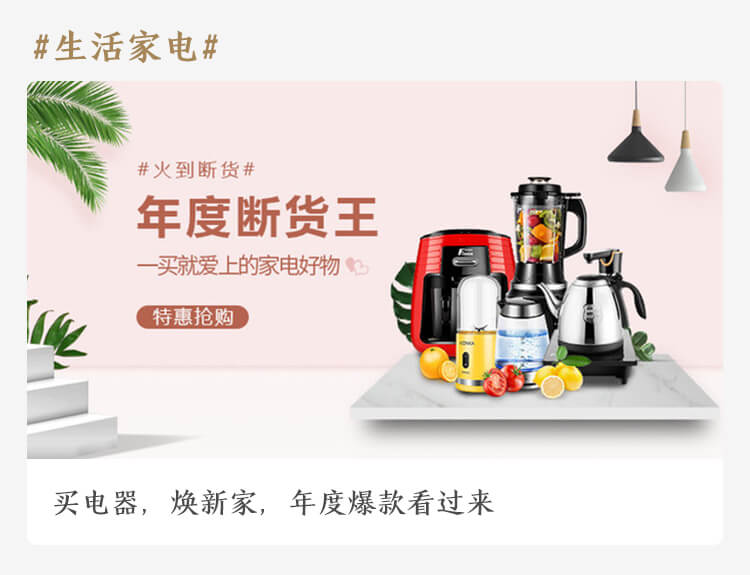 #生活家电#
#火到断货#
年度断货王
一买就爱上的家电好物
特惠抢购
KONKA
买电器，焕新家，年度爆款看过来